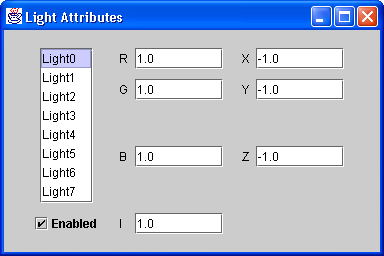 Light Attributes
Light0 R 1.0 X -1.0
Light1 G 1.0 Y -1.0
Light2
Light3
Light4
Light5 B 1.0 Z -1.0
Light6
Light7
Enabled I 1.0